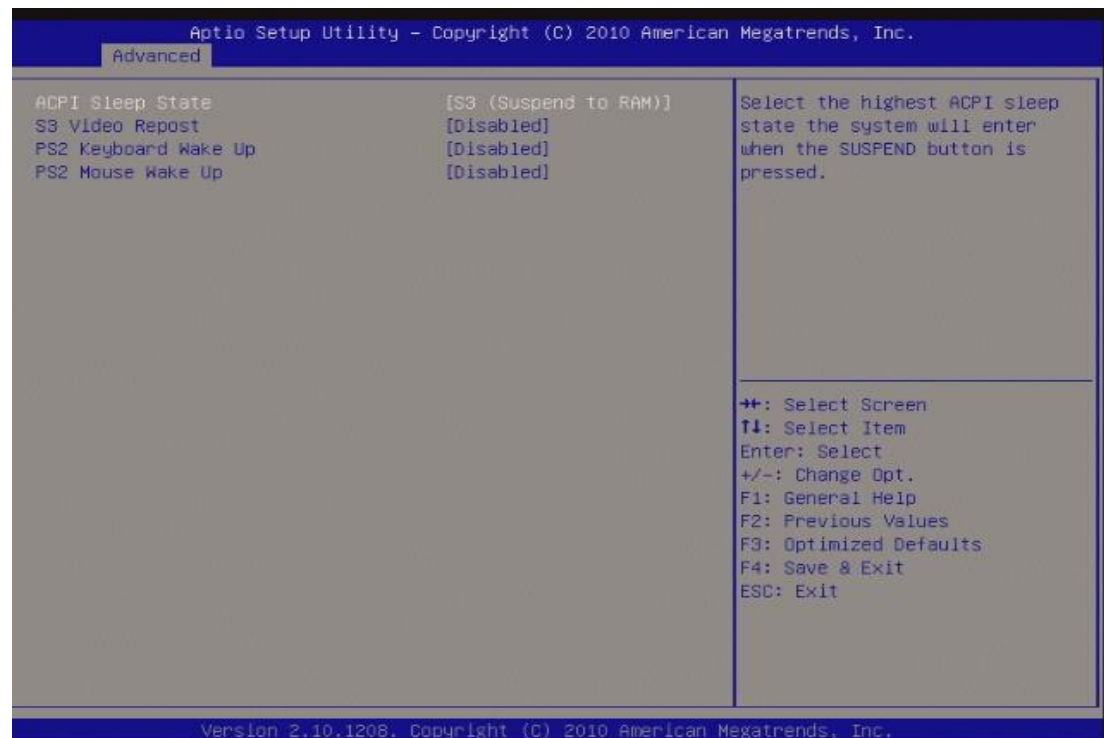 Aptio Setup Utility – Copyright (C) 2010 American Megatrends, Inc.
Advanced
ACPI Sleep State [S3 (Suspend to RAM)]
S3 Video Repost [Disabled]
PS2 Keyboard Wake Up [Disabled]
PS2 Mouse Wake Up [Disabled]
Select the highest ACPI sleep
state the system will enter
when the SUSPEND button is
pressed.
→←: Select Screen
↑↓: Select Item
Enter: Select
+/-: Change Opt.
F1: General Help
F2: Previous Values
F3: Optimized Defaults
F4: Save & Exit
ESC: Exit
Version 2.10.1208. Copyright (C) 2010 American Megatrends, Inc.